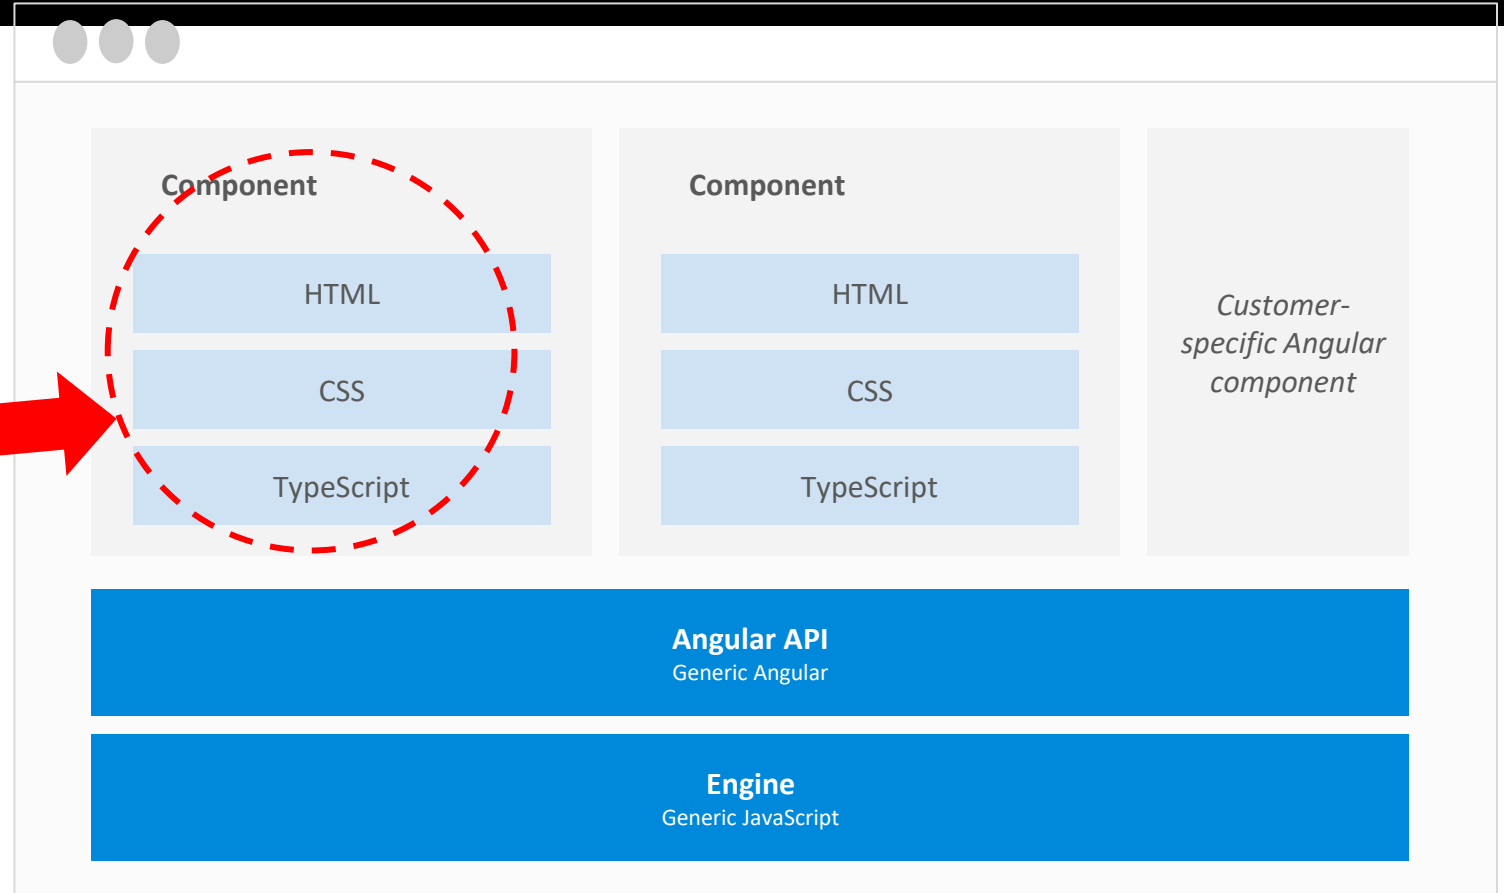 Component
HTML
CSS
TypeScript
Component
HTML
CSS
TypeScript
Customer-
specific Angular
component
Angular API
Generic Angular
Engine
Generic JavaScript